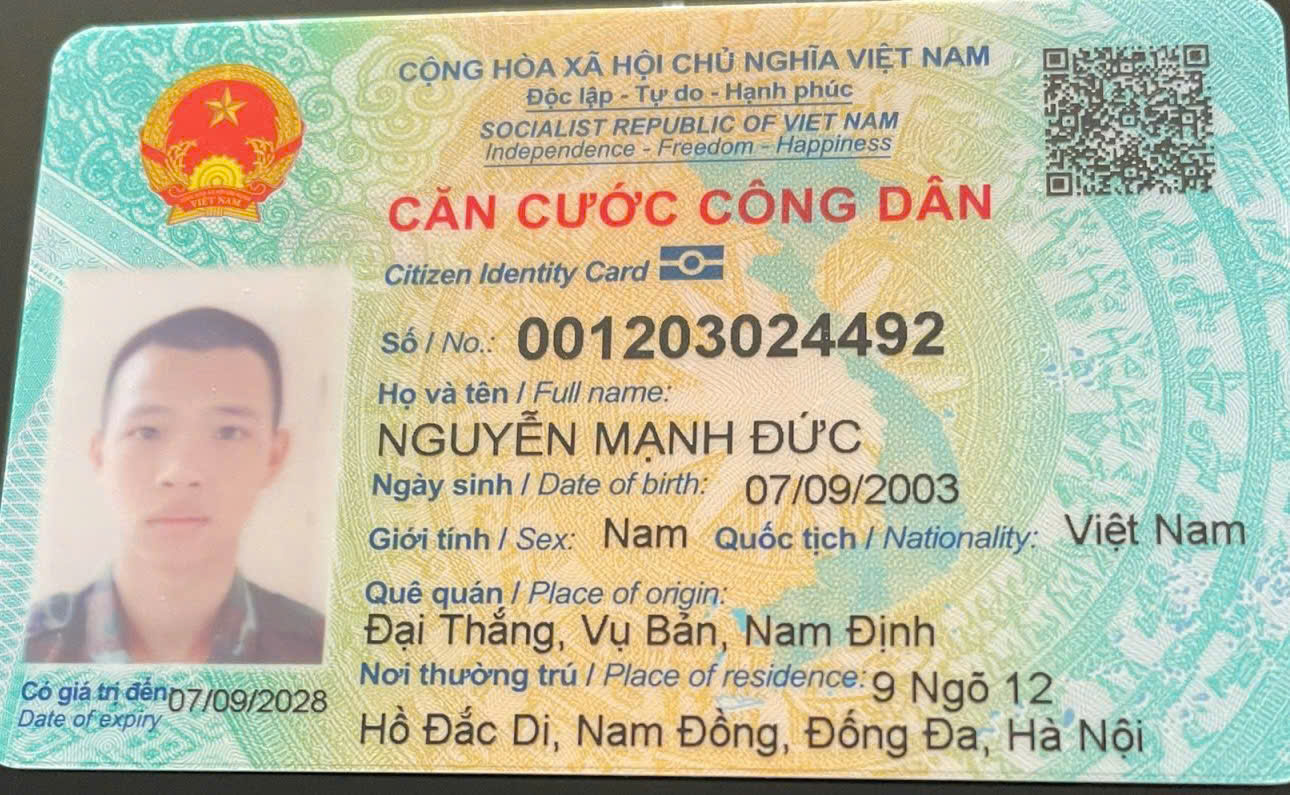 CỘNG HÒA XÃ HỘI CHỦ NGHĨA VIỆT NAM
Độc lập - Tự do - Hạnh phúc
SOCIALIST REPUBLIC OF VIET NAM
Independence - Freedom - Happiness
VIỆT NAM
CĂN CƯỚC CÔNG DÂN
Citizen Identity Card
Số / No.: 001203024492
Họ và tên / Full name:
NGUYỄN MẠNH ĐỨC
Ngày sinh / Date of birth: 07/09/2003
Giới tính / Sex: Nam Quốc tịch / Nationality: Việt Nam
Quê quán / Place of origin:
Đại Thắng, Vụ Bản, Nam Định
Nơi thường trú / Place of residence: 9 Ngõ 12
Hồ Đắc Di, Nam Đồng, Đống Đa, Hà Nội
Có giá trị đến: 07/09/2028
Date of expiry